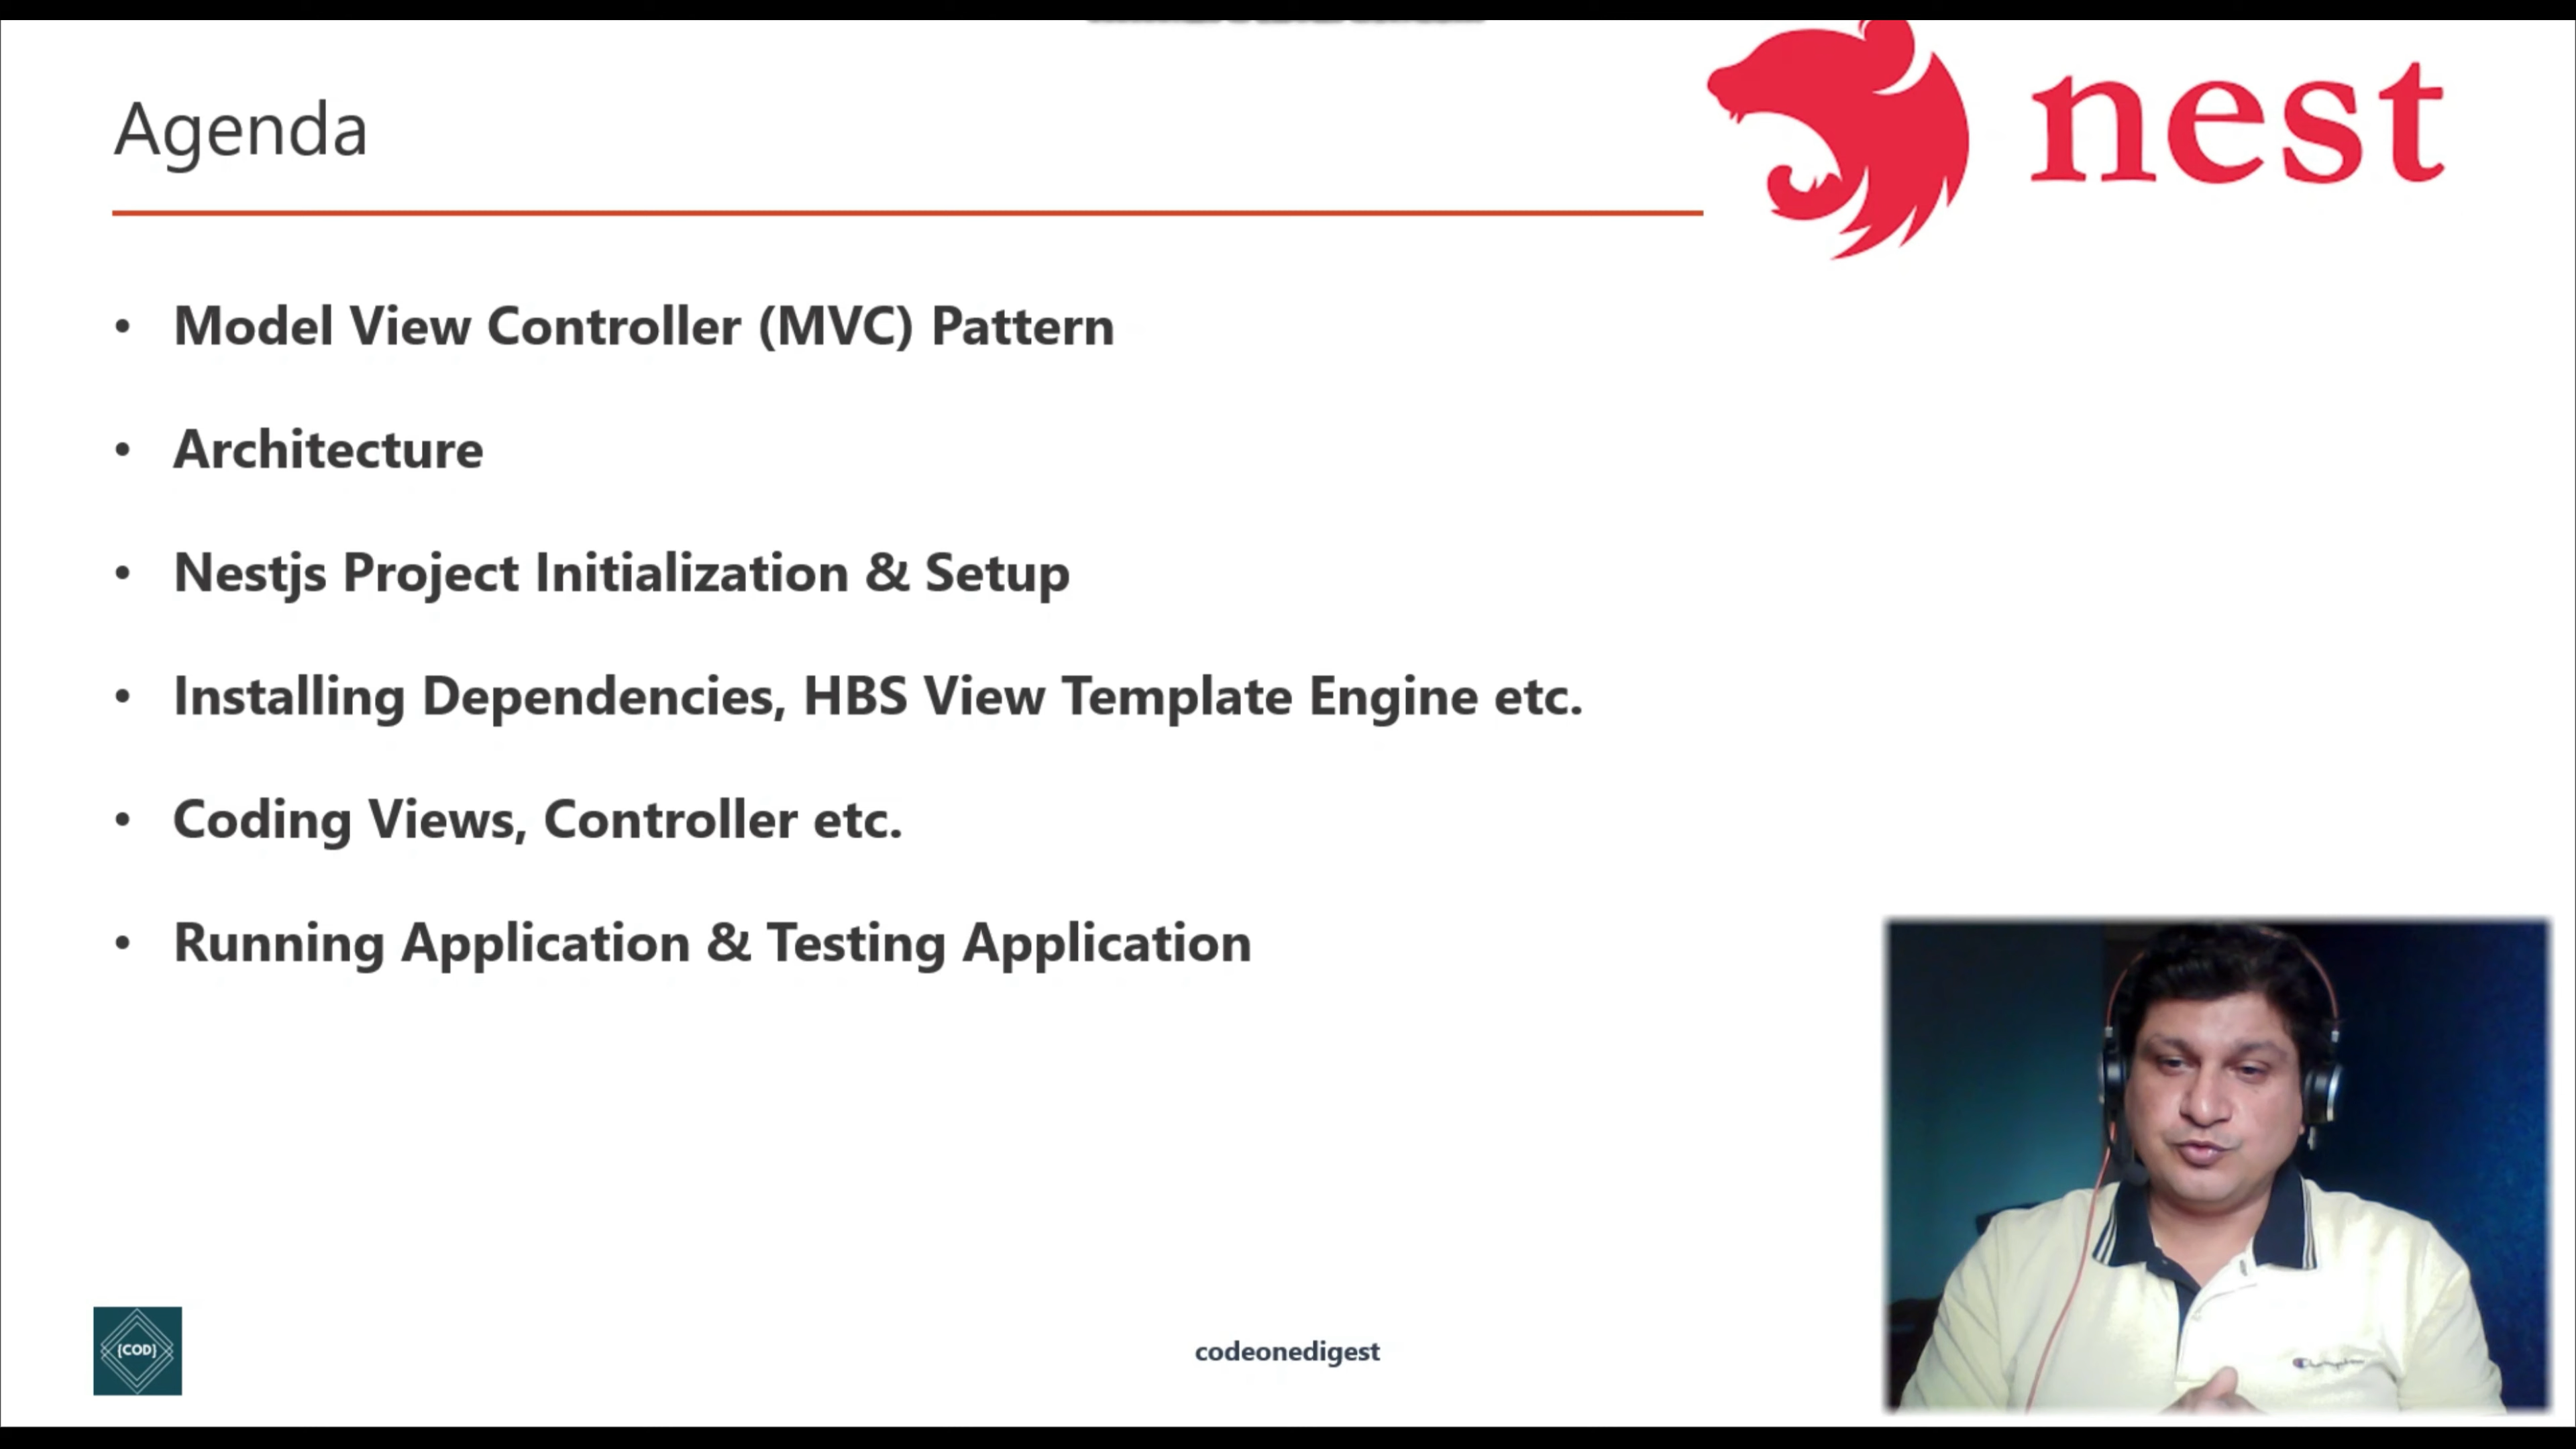 Agenda
nest
• Model View Controller (MVC) Pattern
• Architecture
• Nestjs Project Initialization & Setup
• Installing Dependencies, HBS View Template Engine etc.
• Coding Views, Controller etc.
• Running Application & Testing Application
Champion
{COD}
codeonedigest